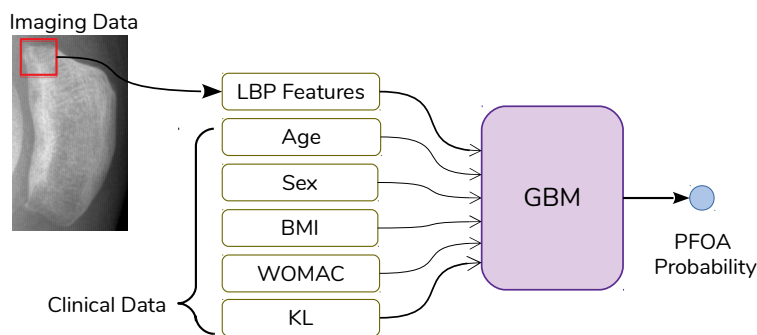 Imaging Data
LBP Features
Age
Sex
BMI
WOMAC
KL
Clinical Data
GBM
PFOA
Probability